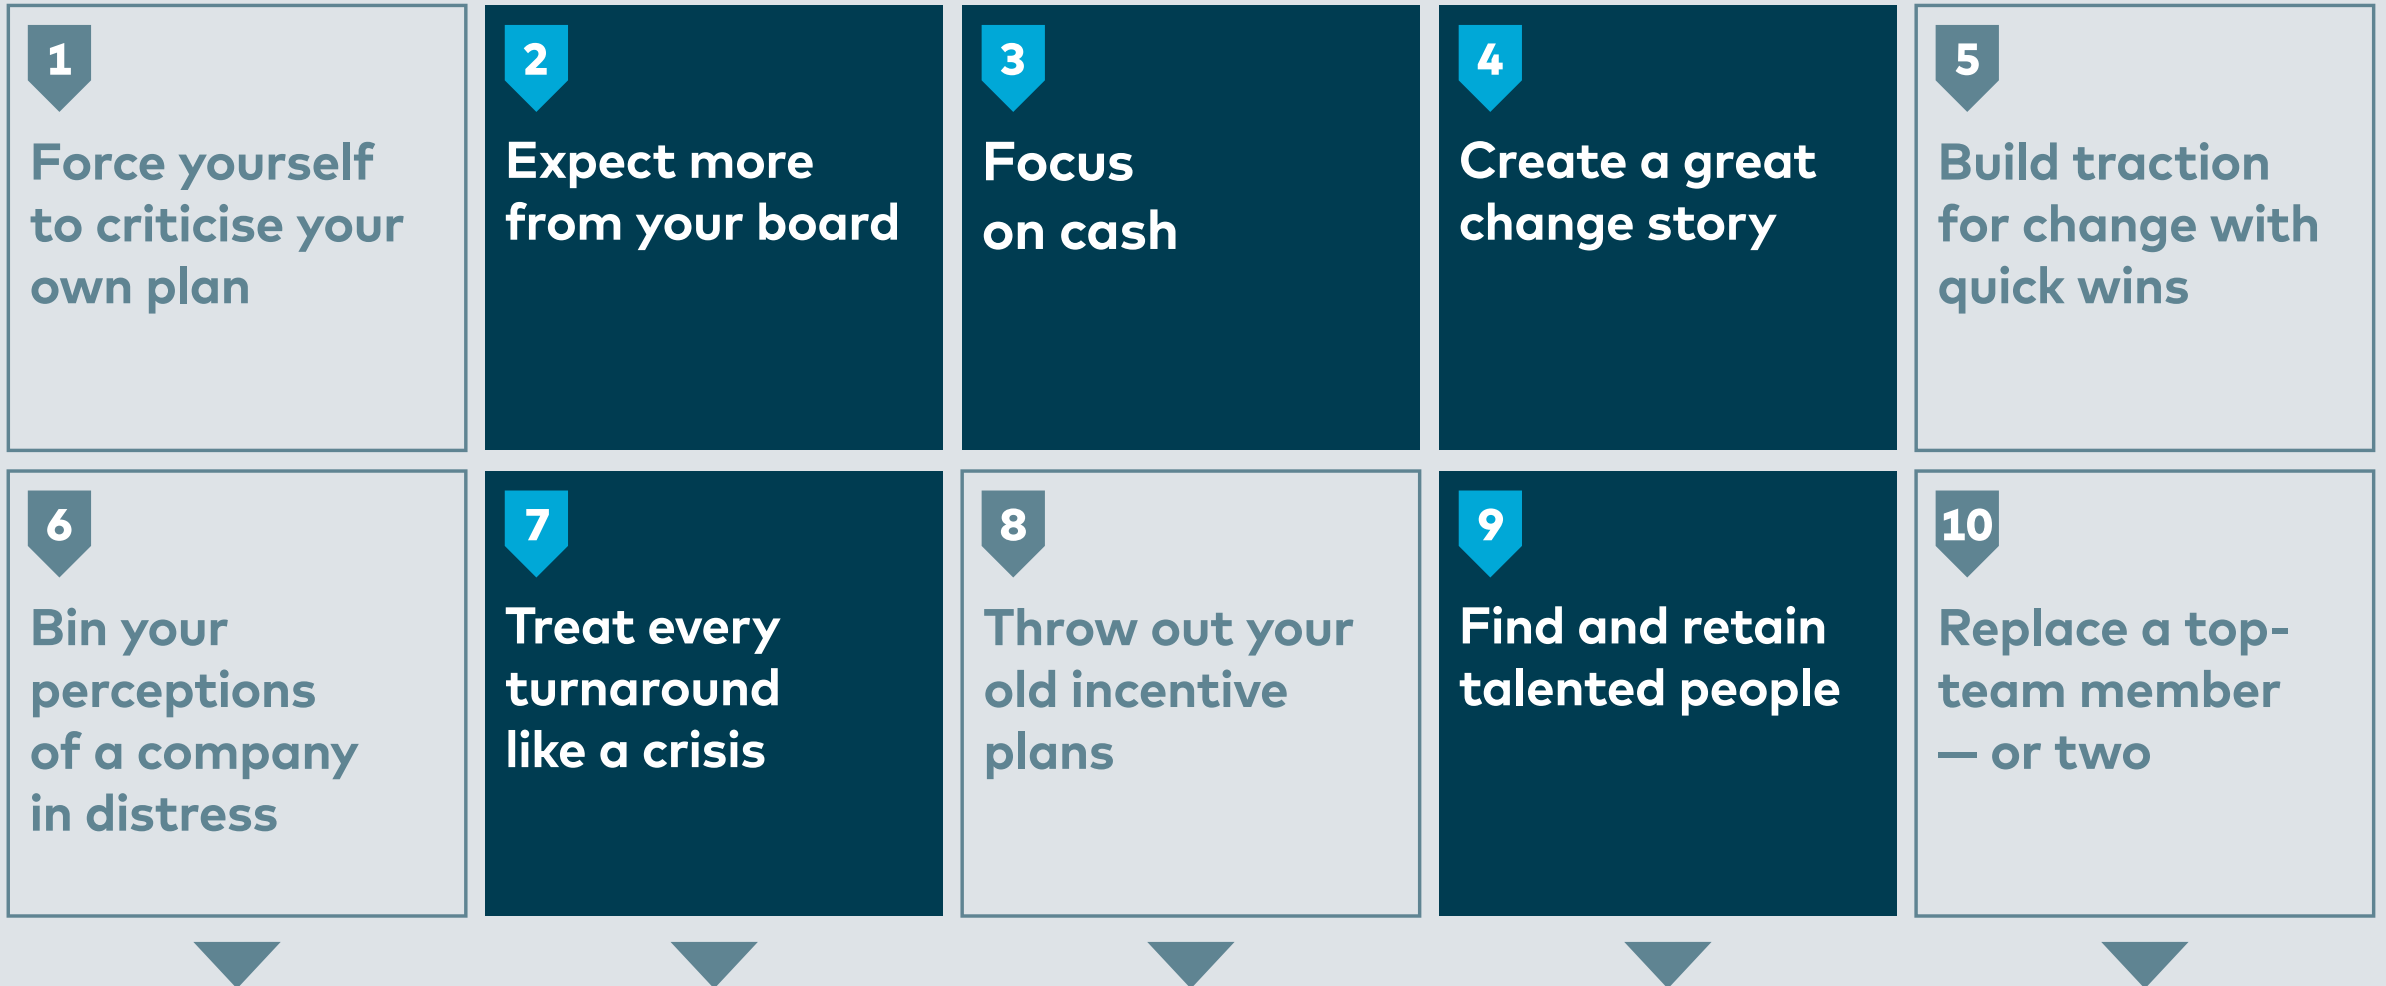 1
Force yourself
to criticise your
own plan
2
Expect more
from your board
3
Focus
on cash
4
Create a great
change story
5
Build traction
for change with
quick wins
6
Bin your
perceptions
of a company
in distress
7
Treat every
turnaround
like a crisis
8
Throw out your
old incentive
plans
9
Find and retain
talented people
10
Replace a top-
team member
— or two